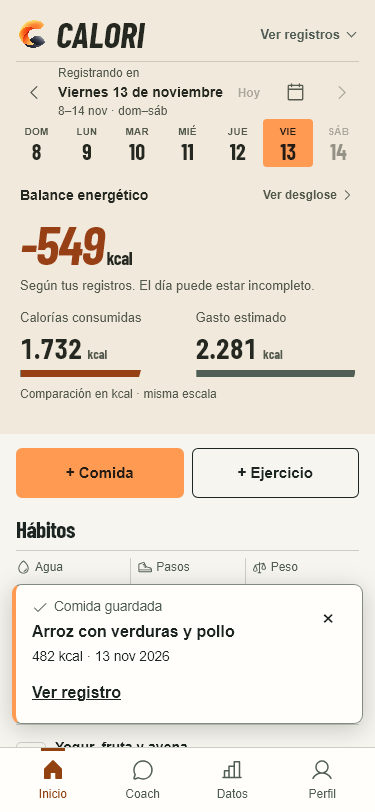 CALORI
Ver registros
Registrando en
Viernes 13 de noviembre
Hoy
8–14 nov · dom–sáb
DOM LUN MAR MIÉ JUE VIE SÁB
8 9 10 11 12 13 14
Balance energético
Ver desglose
-549 kcal
Según tus registros. El día puede estar incompleto.
Calorías consumidas
Gasto estimado
1.732 kcal
2.281 kcal
Comparación en kcal · misma escala
+ Comida
+ Ejercicio
Hábitos
Agua
Pasos
Peso
Comida guardada
Arroz con verduras y pollo
482 kcal · 13 nov 2026
Ver registro
Yogur, fruta y avena
Inicio
Coach
Datos
Perfil